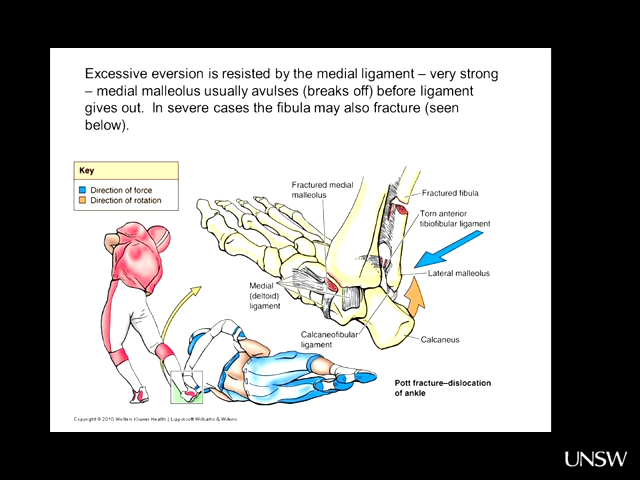 Excessive eversion is resisted by the medial ligament – very strong
– medial malleolus usually avulses (breaks off) before ligament
gives out.  In severe cases the fibula may also fracture (seen
below).
Key
Direction of force
Direction of rotation
Fractured medial
malleolus
Fractured fibula
Torn anterior
tibiofibular ligament
Lateral malleolus
Medial
(deltoid)
ligament
Calcaneofibular
ligament
Calcaneus
Pott fracture–dislocation
of ankle
Copyright © 2010 Wolters Kluwer Health | Lippincott Williams & Wilkins
UNSW